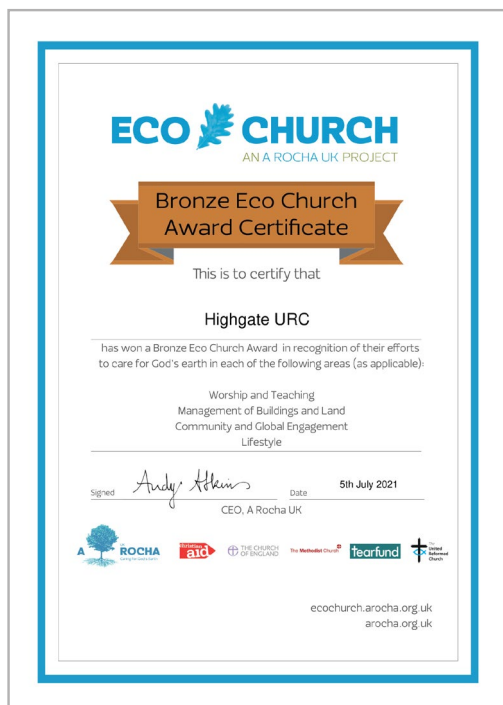 ECO CHURCH
AN A ROCHA UK PROJECT
Bronze Eco Church
Award Certificate
This is to certify that
Highgate URC
has won a Bronze Eco Church Award in recognition of their efforts
to care for God's earth in each of the following areas (as applicable):
Worship and Teaching
Management of Buildings and Land
Community and Global Engagement
Lifestyle
Signed Andy Atkins Date 5th July 2021
CEO, A Rocha UK
A ROCHA
christian aid
THE CHURCH OF ENGLAND
The Methodist Church
tearfund
The United Reformed Church
ecochurch.arocha.org.uk
arocha.org.uk